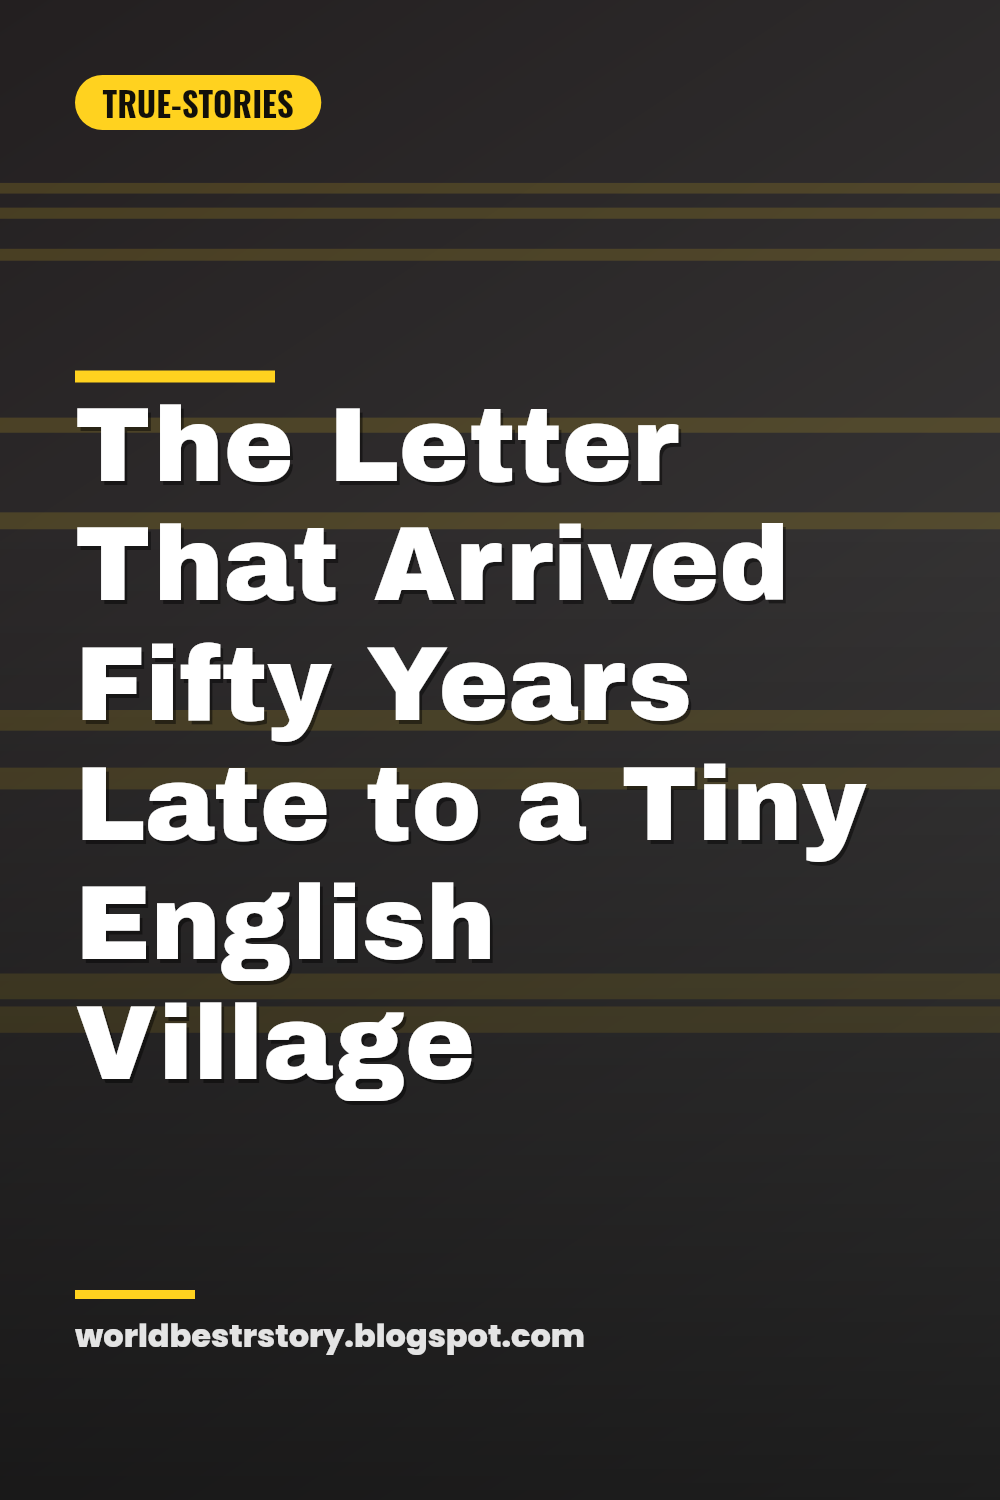 TRUE-STORIES
The Letter
That Arrived
Fifty Years
Late to a Tiny
English
Village
worldbestrstory.blogspot.com